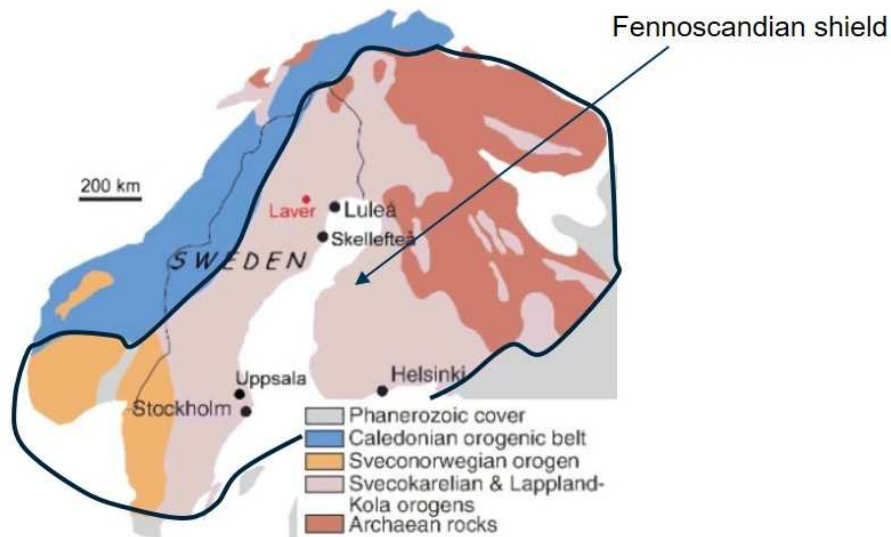 Fennoscandian shield
200 km
Laver
Luleå
Skellefteå
SWEDEN
Uppsala
Helsinki
Stockholm
Phanerozoic cover
Caledonian orogenic belt
Sveconorwegian orogen
Svecokarelian & Lappland-
Kola orogens
Archaean rocks